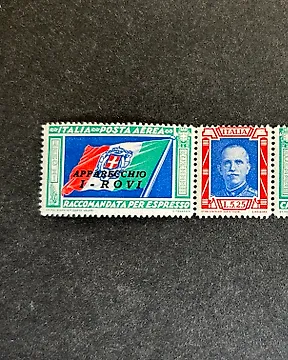 ITALIA POSTA AEREA
APPARECCHIO
I-ROVI
RACCOMANDATA PER ESPRESSO
ITALIA
L.5.25